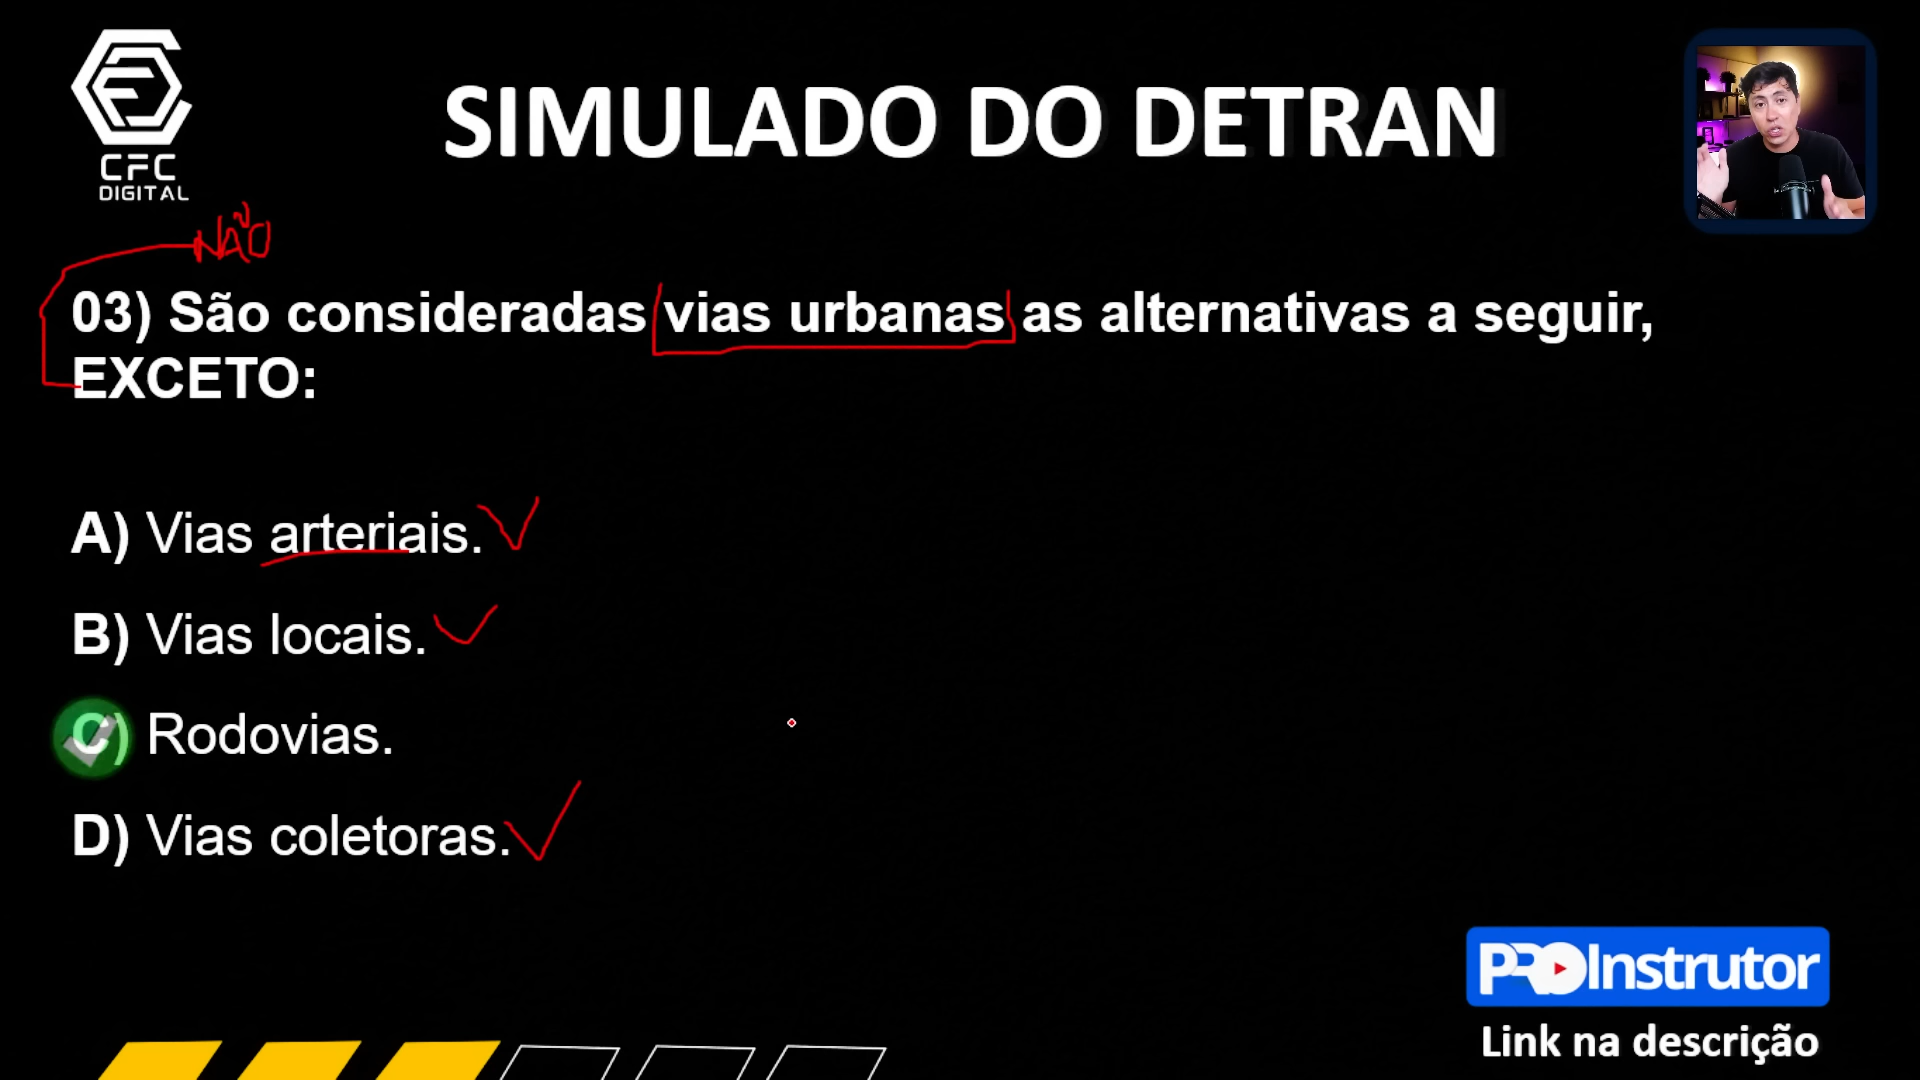 CFC
DIGITAL
SIMULADO DO DETRAN
NÃO
03) São consideradas vias urbanas as alternativas a seguir,
EXCETO:
A) Vias arteriais.
B) Vias locais.
C) Rodovias.
D) Vias coletoras.
PROInstrutor
Link na descrição